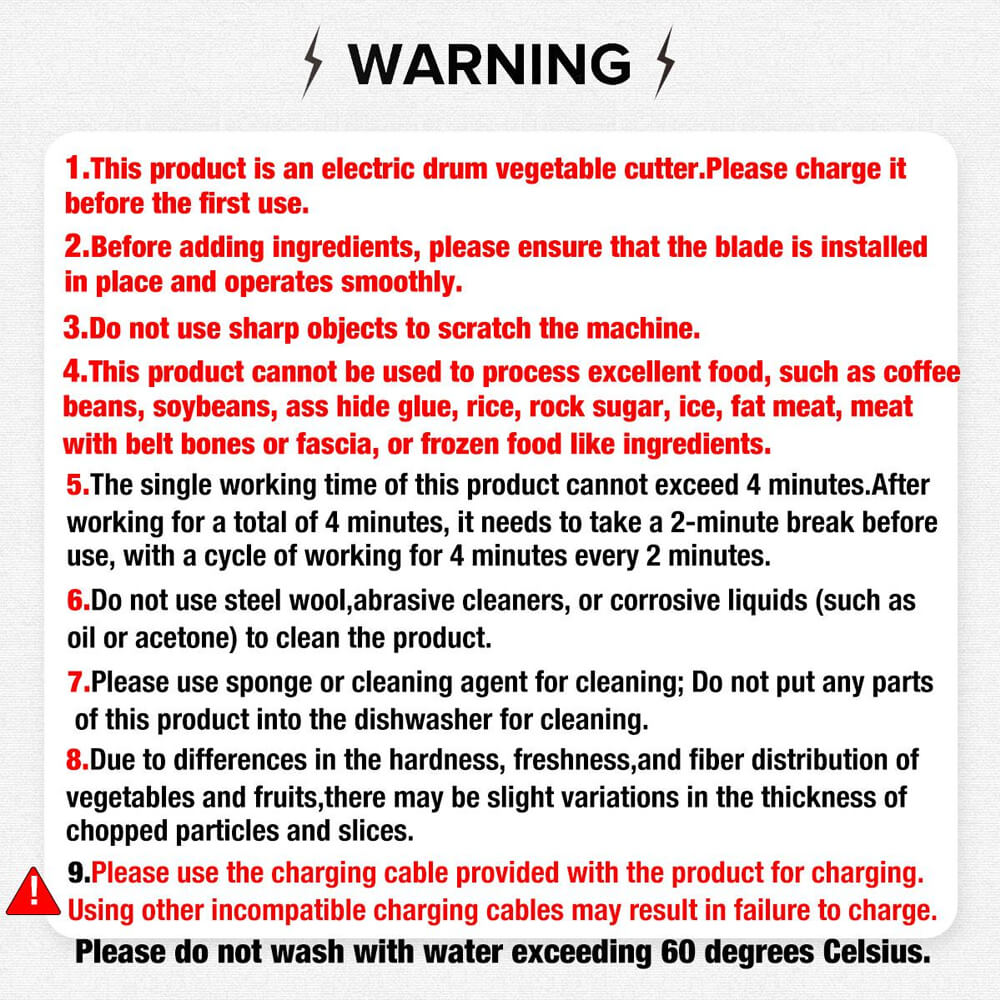 WARNING
1.This product is an electric drum vegetable cutter.Please charge it
before the first use.
2.Before adding ingredients, please ensure that the blade is installed
in place and operates smoothly.
3.Do not use sharp objects to scratch the machine.
4.This product cannot be used to process excellent food, such as coffee
beans, soybeans, ass hide glue, rice, rock sugar, ice, fat meat, meat
with belt bones or fascia, or frozen food like ingredients.
5.The single working time of this product cannot exceed 4 minutes.After
working for a total of 4 minutes, it needs to take a 2-minute break before
use, with a cycle of working for 4 minutes every 2 minutes.
6.Do not use steel wool,abrasive cleaners, or corrosive liquids (such as
oil or acetone) to clean the product.
7.Please use sponge or cleaning agent for cleaning; Do not put any parts
of this product into the dishwasher for cleaning.
8.Due to differences in the hardness, freshness,and fiber distribution of
vegetables and fruits,there may be slight variations in the thickness of
chopped particles and slices.
9.Please use the charging cable provided with the product for charging.
! Using other incompatible charging cables may result in failure to charge.
Please do not wash with water exceeding 60 degrees Celsius.